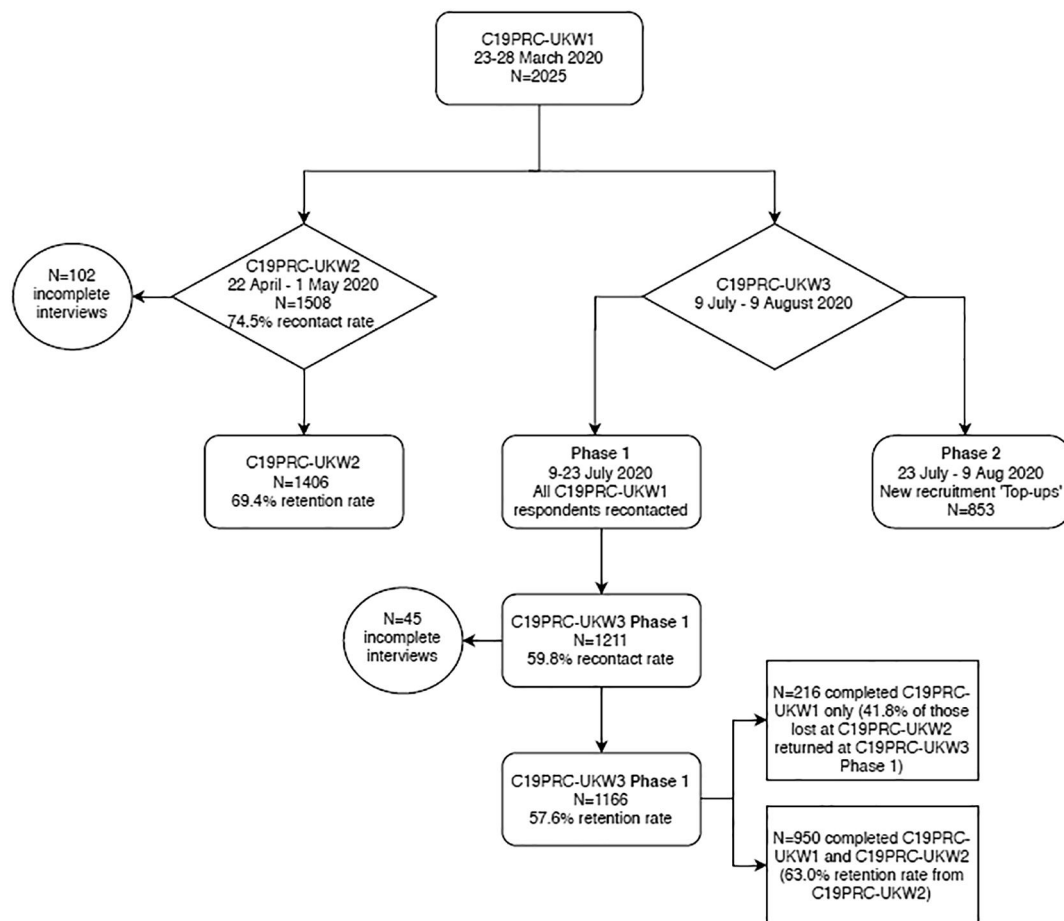 C19PRC-UKW1
23-28 March 2020
N=2025
N=102
incomplete
interviews
C19PRC-UKW2
22 April - 1 May 2020
N=1508
74.5% recontact rate
C19PRC-UKW3
9 July - 9 August 2020
C19PRC-UKW2
N=1406
69.4% retention rate
Phase 1
9-23 July 2020
All C19PRC-UKW1
respondents recontacted
Phase 2
23 July - 9 Aug 2020
New recruitment 'Top-ups'
N=853
N=45
incomplete
interviews
C19PRC-UKW3 Phase 1
N=1211
59.8% recontact rate
C19PRC-UKW3 Phase 1
N=1166
57.6% retention rate
N=216 completed C19PRC-
UKW1 only (41.8% of those
lost at C19PRC-UKW2
returned at C19PRC-UKW3
Phase 1)
N=950 completed C19PRC-
UKW1 and C19PRC-UKW2
(63.0% retention rate from
C19PRC-UKW2)